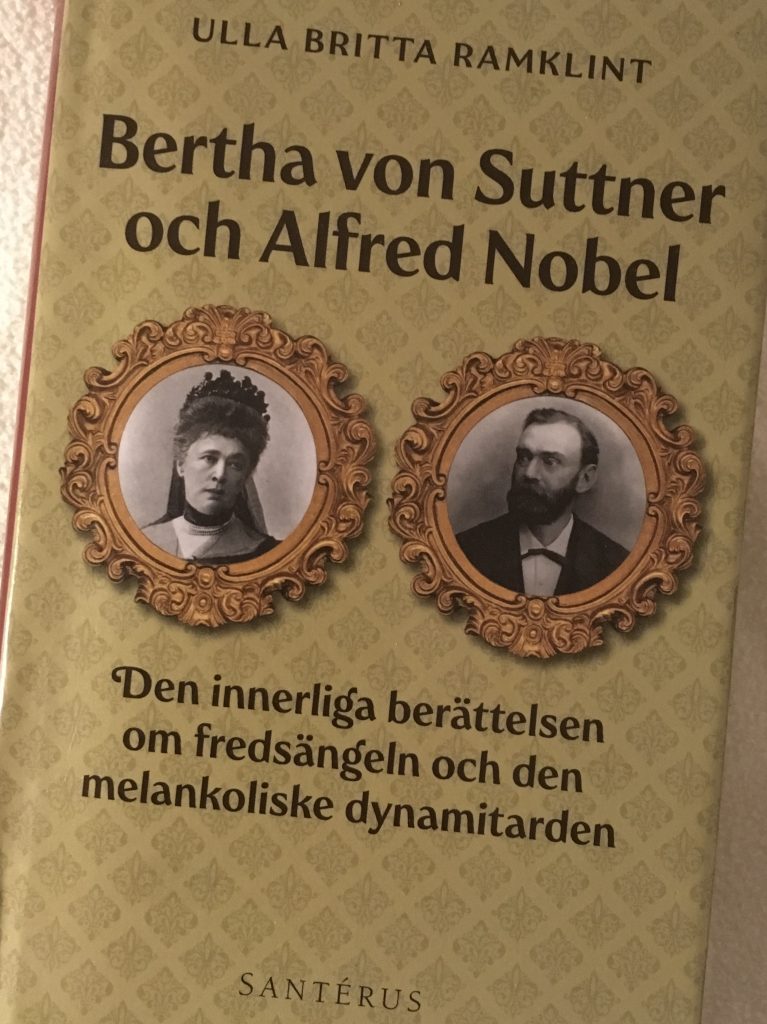 ULLA BRITTA RAMKLINT
Bertha von Suttner
och Alfred Nobel
Den innerliga berättelsen
om fredsängeln och den
melankoliske dynamitarden
SANTÉRUS